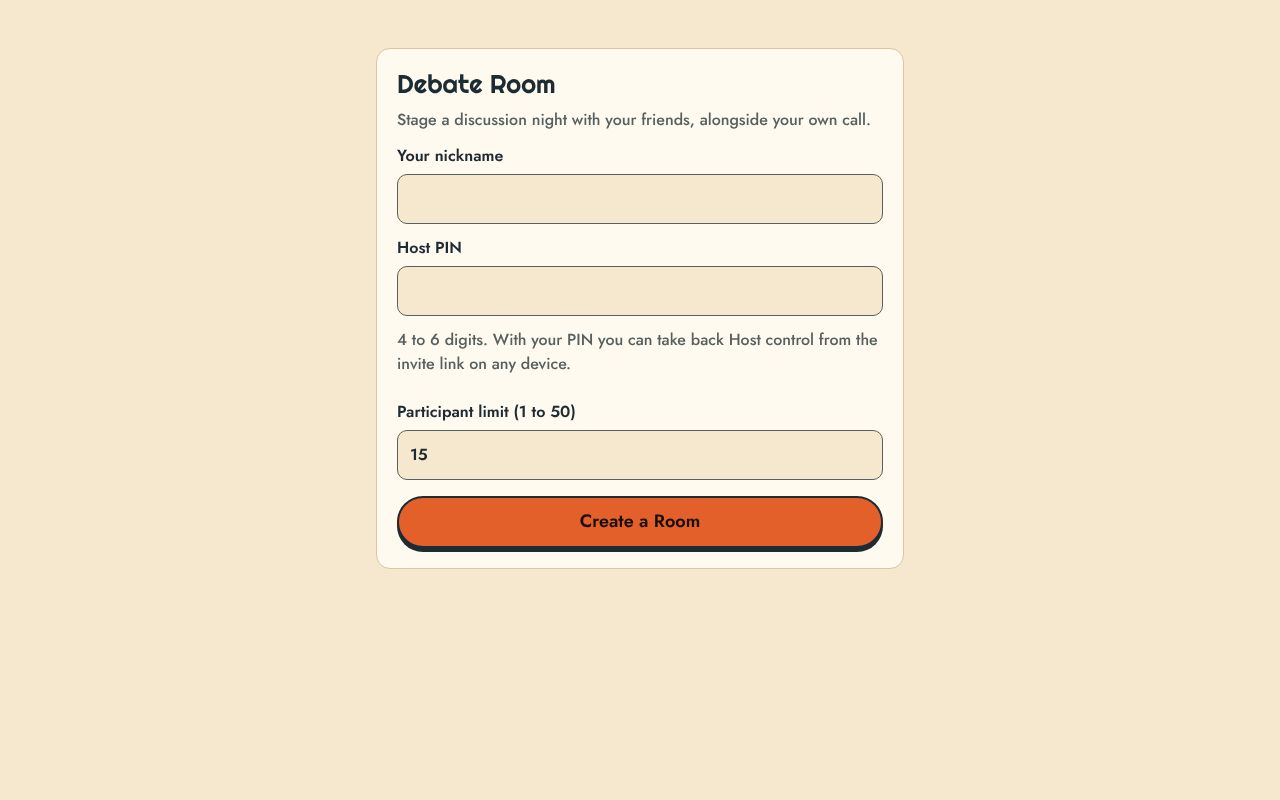 Debate Room
Stage a discussion night with your friends, alongside your own call.
Your nickname
Host PIN
4 to 6 digits. With your PIN you can take back Host control from the
invite link on any device.
Participant limit (1 to 50)
15
Create a Room